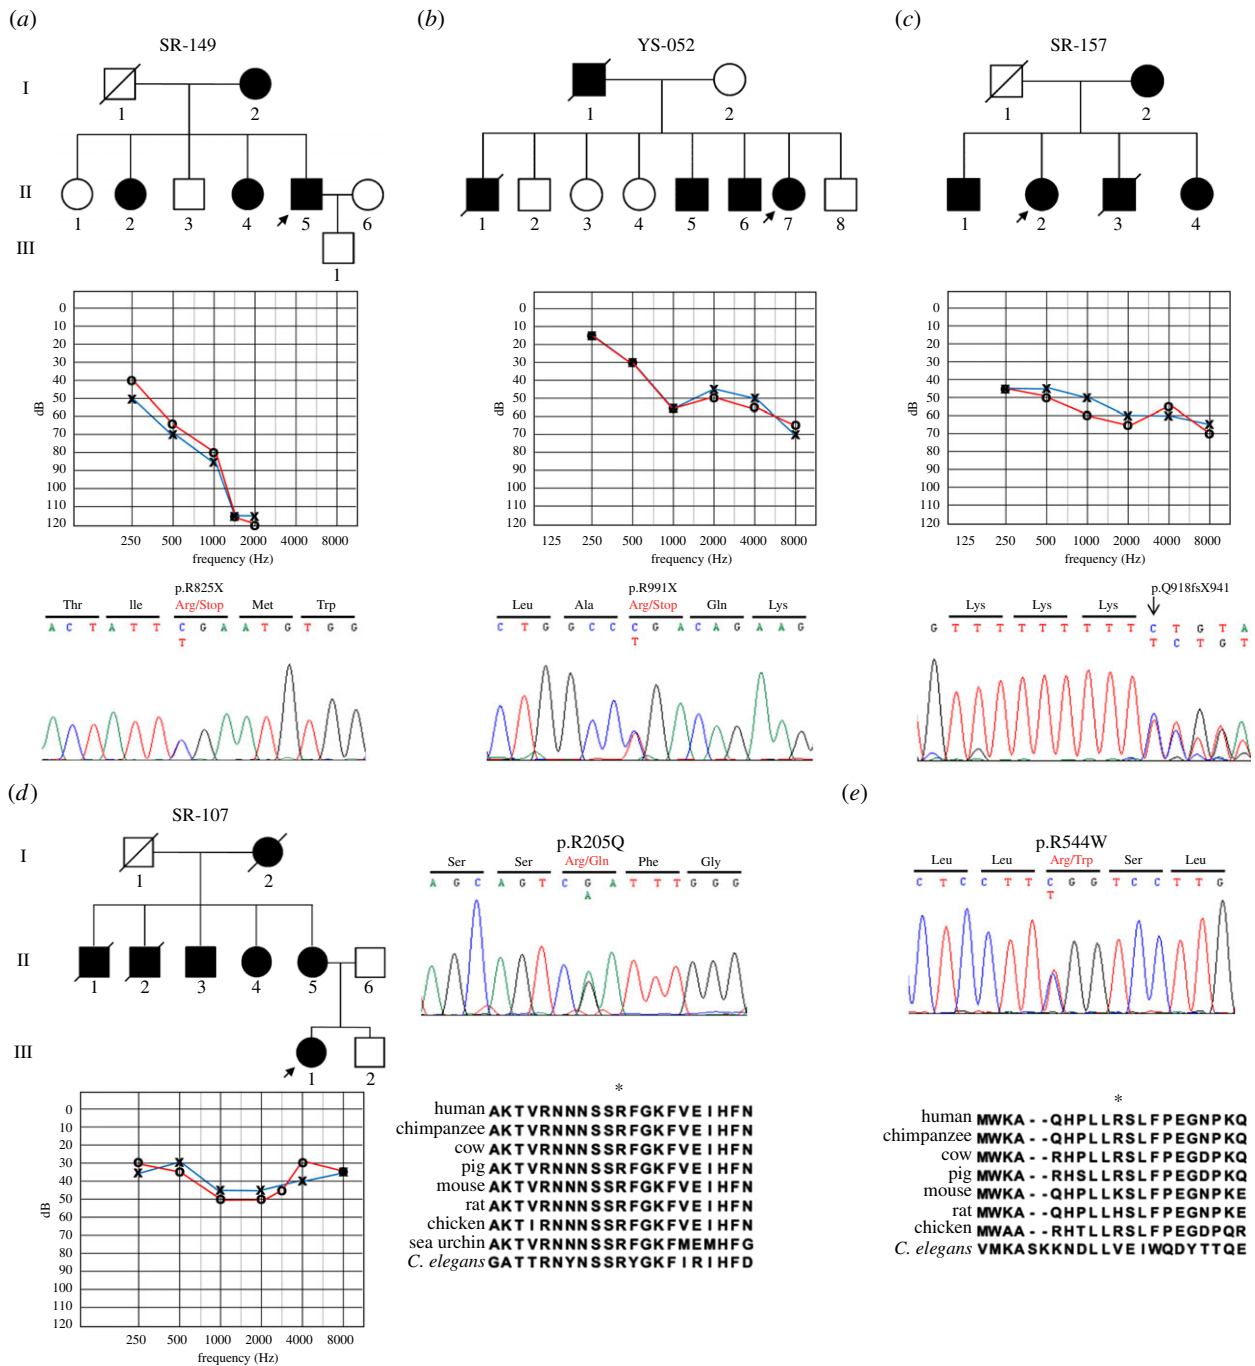 (a)
SR-149
I
1
2
II
1
2
3
4
5
6
III
1
0
10
20
30
40
50
60
70
80
90
100
110
120
dB
250 500 1000 2000 4000 8000
frequency (Hz)
p.R825X
Thr Ile Arg/Stop Met Trp
A C T A T T C G A A T G T G G
T
(b)
YS-052
1
2
1
2
3
4
5
6
7
8
0
10
20
30
40
50
60
70
80
90
100
110
120
dB
125 250 500 1000 2000 4000 8000
frequency (Hz)
p.R991X
Leu Ala Arg/Stop Gln Lys
C T G G C C C G A C A G A A G
T
(c)
SR-157
1
2
1
2
3
4
0
10
20
30
40
50
60
70
80
90
100
110
120
dB
125 250 500 1000 2000 4000 8000
frequency (Hz)
p.Q918fsX941
Lys Lys Lys
G T T T T T T T T T C T G T A
T C T G T
(d)
SR-107
I
1
2
II
1
2
3
4
5
6
III
1
2
0
10
20
30
40
50
60
70
80
90
100
110
120
dB
250 500 1000 2000 4000 8000
frequency (Hz)
p.R205Q
Ser Ser Arg/Gln Phe Gly
A G C A G T C G A T T T G G G
A
*
human AKTVRNNNSSRFGKFVEIHFN
chimpanzee AKTVRNNNSSRFGKFVEIHFN
cow AKTVRNNNSSRFGKFVEIHFN
pig AKTVRNNNSSRFGKFVEIHFN
mouse AKTVRNNNSSRFGKFVEIHFN
rat AKTVRNNNSSRFGKFVEIHFN
chicken AKTIRNNNSSRFGKFVEIHFN
sea urchin AKTVRNNNSSRFGKFMEMHFG
C. elegans GATTRNYNSSRYGKFIRIHFD
(e)
p.R544W
Leu Leu Arg/Trp Ser Leu
C T C C T T C G G T C C T T G
T
*
human MWKA--QHPLLRSLFPEGNPKQ
chimpanzee MWKA--QHPLLRSLFPEGNPKQ
cow MWKA--QHPLLRSLFPEGDPKQ
pig MWKA--RHSLLRSLFPEGDPKQ
mouse MWKA--QHPLLKSLFPEGNPKE
rat MWKA--QHPLLHSLFPEGNPKE
chicken MWAA--RHTLLRSLFPEGDPQR
C. elegans VMKASKKNDLLVEIWQDYTTQE